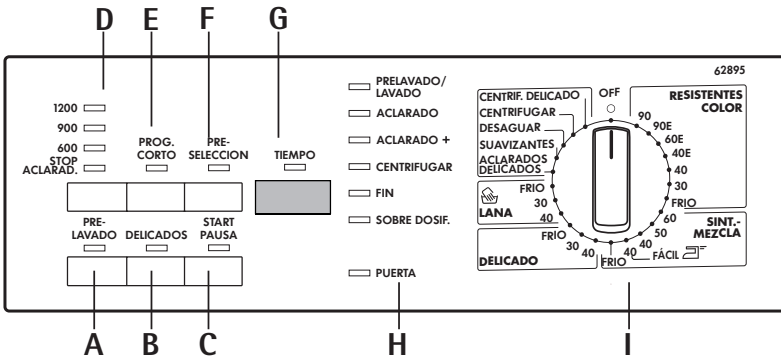 D E F G
62895
1200
900
600
STOP
ACLARAD.
PROG.
CORTO
PRE-
SELECCION
TIEMPO
PRE-
LAVADO
DELICADOS
START
PAUSA
PRELAVADO/
LAVADO
ACLARADO
ACLARADO +
CENTRIFUGAR
FIN
SOBRE DOSIF.
PUERTA
CENTRIF. DELICADO
CENTRIFUGAR
DESAGUAR
SUAVIZANTES
ACLARADOS
DELICADOS
FRIO
30
40
LANA
FRIO
30
40
DELICADO
OFF
RESISTENTES
COLOR
90
90E
60E
40E
40
30
FRIO
60
50
40
40
FRIO
SINT.-
MEZCLA
FÁCIL
A B C H I